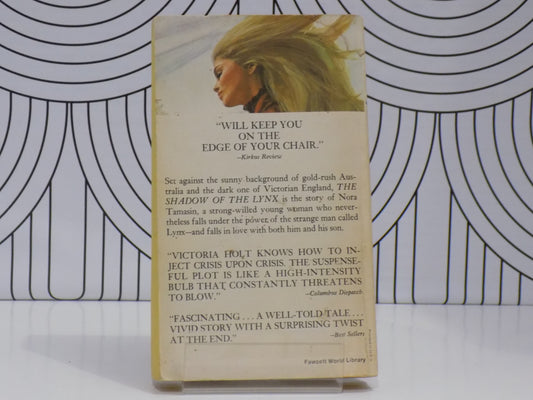 “WILL KEEP YOU
ON THE
EDGE OF YOUR CHAIR.”
—Kirkus Review
Set against the sunny background of gold-rush Aus-
tralia and the dark one of Victorian England, THE
SHADOW OF THE LYNX is the story of Nora
Tamasin, a strong-willed young woman who nev-
ertheless falls under the power of the strange man called
Lynx—and falls in love with both him and his son.
“VICTORIA HOLT KNOWS HOW TO IN-
JECT CRISIS UPON CRISIS. THE SUSPENSE-
FUL PLOT IS LIKE A HIGH-INTENSITY
BULB THAT CONSTANTLY THREATENS
TO BLOW.”
—Columbus Dispatch
“FASCINATING . . . A WELL-TOLD TALE . . .
VIVID STORY WITH A SURPRISING TWIST
AT THE END.”
—Best Sellers
Fawcett World Library